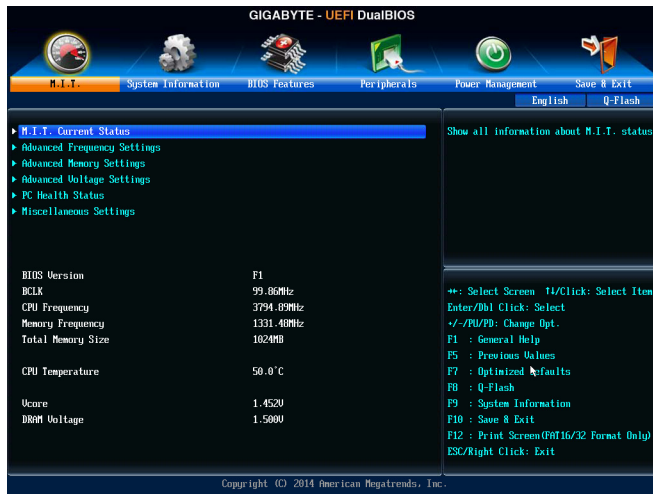 GIGABYTE - UEFI DualBIOS
M.I.T. System Information BIOS Features Peripherals Power Management Save & Exit
English Q-Flash
M.I.T. Current Status
Advanced Frequency Settings
Advanced Memory Settings
Advanced Voltage Settings
PC Health Status
Miscellaneous Settings
Show all information about M.I.T. status
BIOS Version F1
BCLK 99.86MHz
CPU Frequency 3794.89MHz
Memory Frequency 1331.48MHz
Total Memory Size 1024MB
CPU Temperature 50.0°C
Vcore 1.452V
DRAM Voltage 1.500V
→←: Select Screen ↑↓/Click: Select Item
Enter/Dbl Click: Select
+/-/PU/PD: Change Opt.
F1 : General Help
F5 : Previous Values
F7 : Optimized Defaults
F8 : Q-Flash
F9 : System Information
F10 : Save & Exit
F12 : Print Screen(FAT16/32 Format Only)
ESC/Right Click: Exit
Copyright (C) 2014 American Megatrends, Inc.